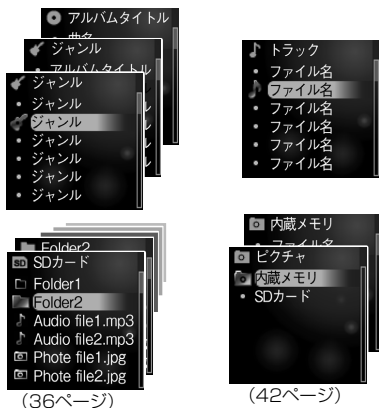 アルバムタイトル
曲名
ジャンル
アルバムタイトル
ジャンル
ジャンル
ジャンル
ジャンル
ジャンル
ジャンル
ジャンル
トラック
ファイル名
ファイル名
ファイル名
ファイル名
ファイル名
ファイル名
Folder2
SD SDカード
Folder1
Folder2
Audio file1.mp3
Audio file2.mp3
Phote file1.jpg
Phote file2.jpg
(36ページ)
内蔵メモリ
ファイル名
ピクチャ
内蔵メモリ
SDカード
(42ページ)